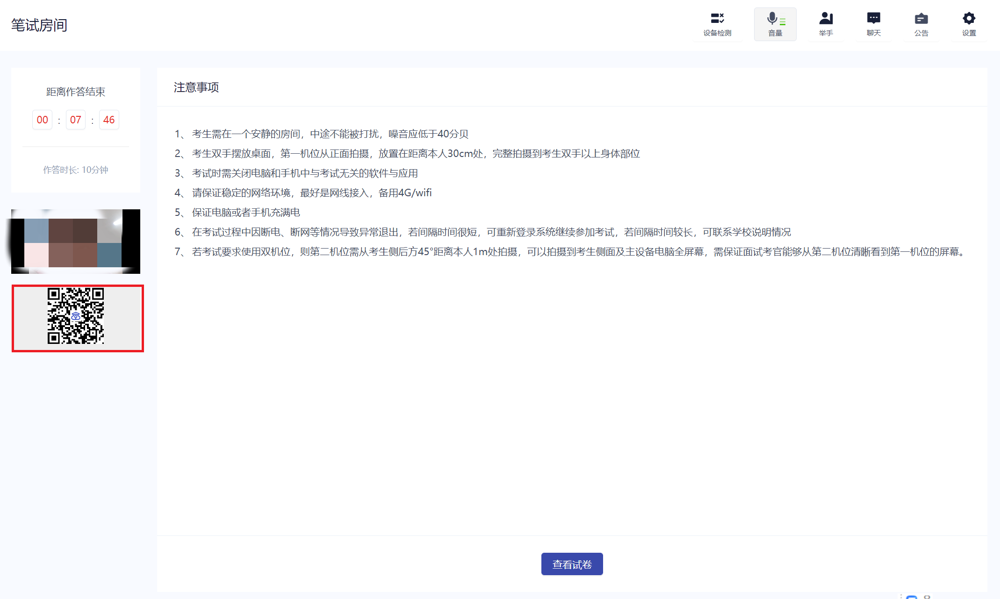 笔试房间
设备检测
音量
举手
聊天
公告
设置
距离作答结束
00 : 07 : 46
作答时长: 10分钟
注意事项
1、 考生需在一个安静的房间，中途不能被打扰，噪音应低于40分贝
2、 考生双手摆放桌面，第一机位从正面拍摄，放置在距离本人30cm处，完整拍摄到考生双手以上身体部位
3、 考试时需关闭电脑和手机中与考试无关的软件与应用
4、 请保证稳定的网络环境，最好是网线接入，备用4G/wifi
5、 保证电脑或者手机充满电
6、 在考试过程中因断电、断网等情况导致异常退出，若间隔时间很短，可重新登录系统继续参加考试，若间隔时间较长，可联系学校说明情况
7、 若考试要求使用双机位，则第二机位需从考生侧后方45°距离本人1m处拍摄，可以拍摄到考生侧面及主设备电脑全屏幕，需保证面试考官能够从第二机位清晰看到第一机位的屏幕。
查看试卷